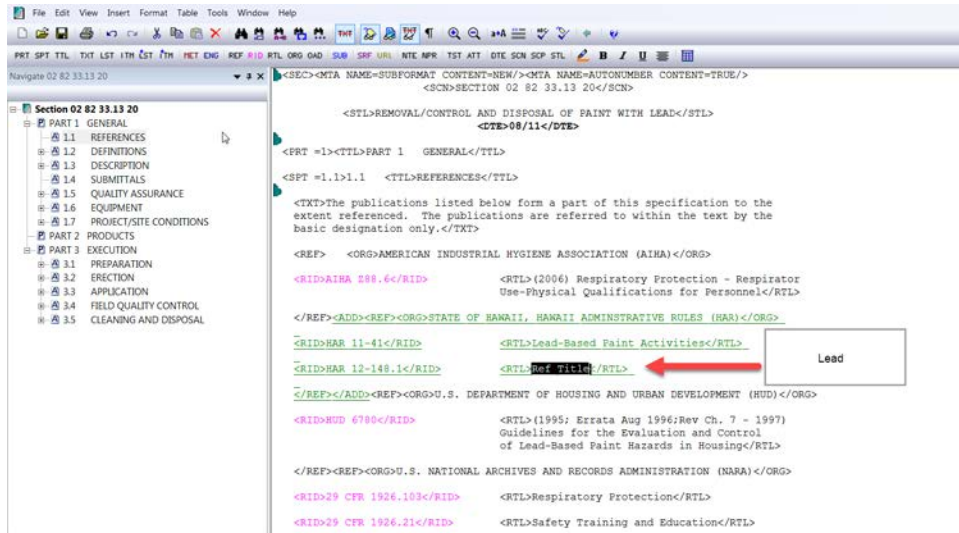 File Edit View Insert Format Table Tools Window Help
PRT SPT TTL TXT LST ITM LST ITM MET ENG REF RID RTL ORG OAD SUB SRF URL NTE NPR TST ATT DTE SCN SCP STL B I U
Navigate 02 82 33.13 20
Section 02 82 33.13 20
PART 1 GENERAL
1.1 REFERENCES
1.2 DEFINITIONS
1.3 DESCRIPTION
1.4 SUBMITTALS
1.5 QUALITY ASSURANCE
1.6 EQUIPMENT
1.7 PROJECT/SITE CONDITIONS
PART 2 PRODUCTS
PART 3 EXECUTION
3.1 PREPARATION
3.2 ERECTION
3.3 APPLICATION
3.4 FIELD QUALITY CONTROL
3.5 CLEANING AND DISPOSAL
<SEC><MTA NAME=SUBFORMAT CONTENT=NEW/><MTA NAME=AUTONUMBER CONTENT=TRUE/>
<SCN>SECTION 02 82 33.13 20</SCN>
<STL>REMOVAL/CONTROL AND DISPOSAL OF PAINT WITH LEAD</STL>
<DTE>08/11</DTE>
<PRT =1><TTL>PART 1 GENERAL</TTL>
<SPT =1.1>1.1 <TTL>REFERENCES</TTL>
<TXT>The publications listed below form a part of this specification to the
extent referenced. The publications are referred to within the text by the
basic designation only.</TXT>
<REF> <ORG>AMERICAN INDUSTRIAL HYGIENE ASSOCIATION (AIHA)</ORG>
<RID>AIHA Z88.6</RID> <RTL>(2006) Respiratory Protection - Respirator
Use-Physical Qualifications for Personnel</RTL>
</REF><ADD><REF><ORG>STATE OF HAWAII, HAWAII ADMINSTRATIVE RULES (HAR)</ORG>
<RID>HAR 11-41</RID> <RTL>Lead-Based Paint Activities</RTL>
<RID>HAR 12-148.1</RID> <RTL>Ref Title</RTL>
Lead
</REF></ADD><REF><ORG>U.S. DEPARTMENT OF HOUSING AND URBAN DEVELOPMENT (HUD)</ORG>
<RID>HUD 6780</RID> <RTL>(1995; Errata Aug 1996;Rev Ch. 7 - 1997)
Guidelines for the Evaluation and Control
of Lead-Based Paint Hazards in Housing</RTL>
</REF><REF><ORG>U.S. NATIONAL ARCHIVES AND RECORDS ADMINISTRATION (NARA)</ORG>
<RID>29 CFR 1926.103</RID> <RTL>Respiratory Protection</RTL>
<RID>29 CFR 1926.21</RID> <RTL>Safety Training and Education</RTL>